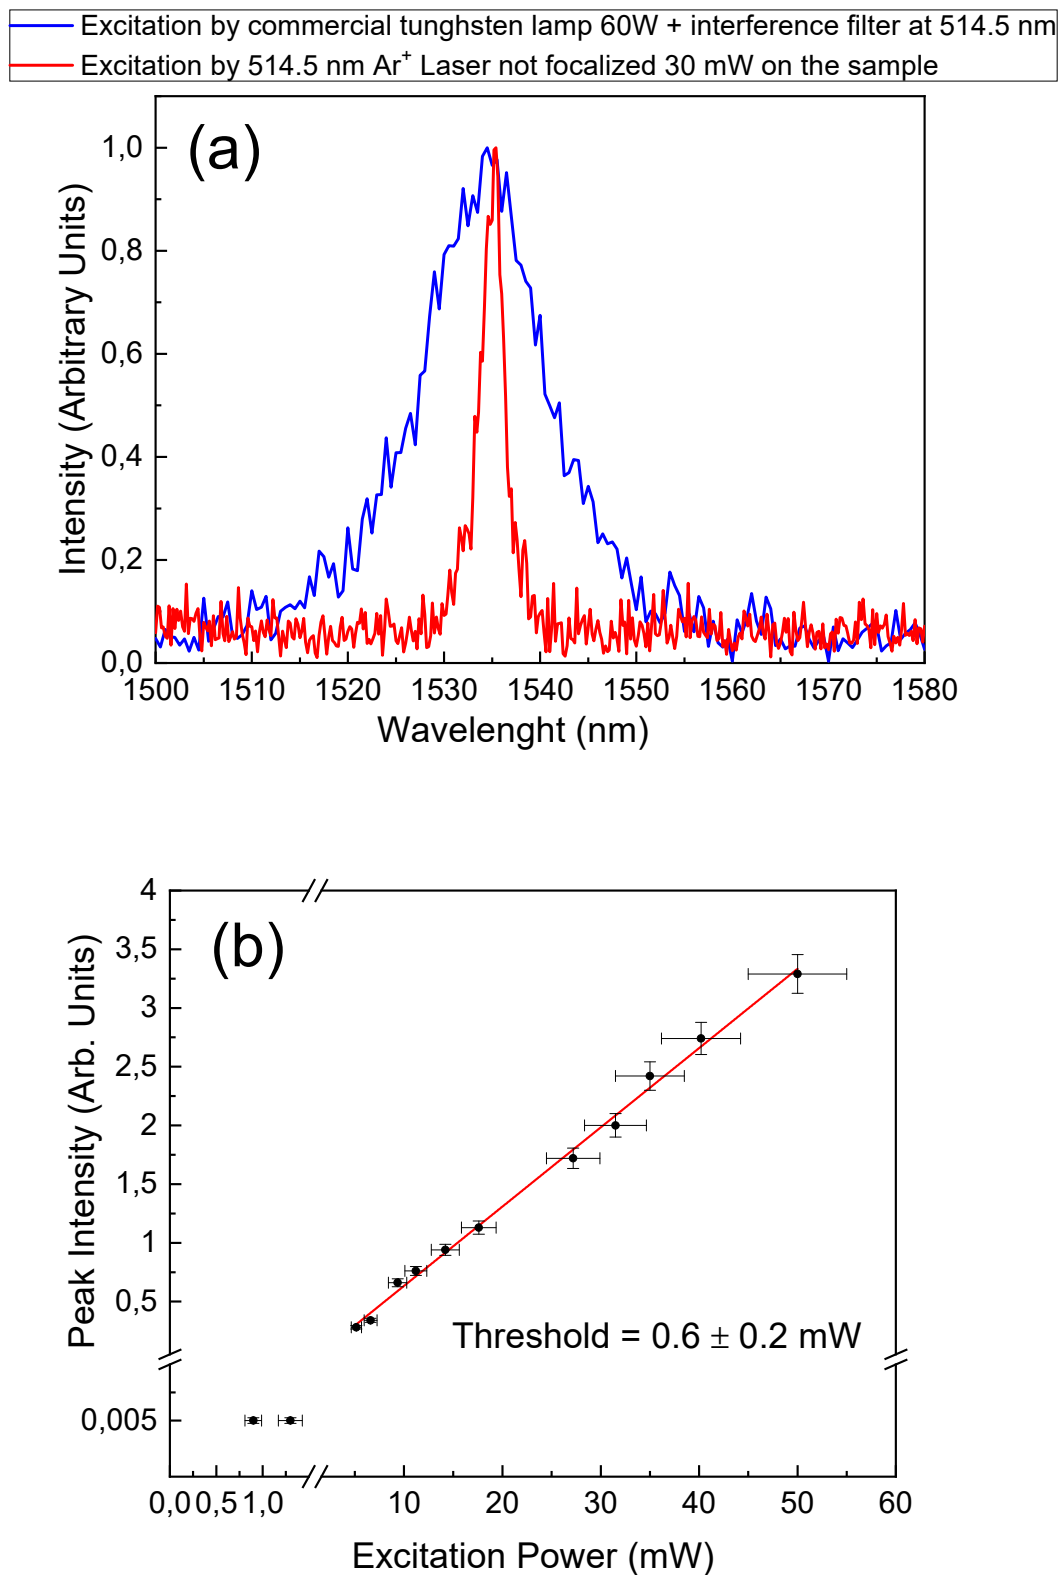 Excitation by commercial tunghsten lamp 60W + interference filter at 514.5 nm
Excitation by 514.5 nm Ar+ Laser not focalized 30 mW on the sample
(a)
Intensity (Arbitrary Units)
1,0
0,8
0,6
0,4
0,2
0,0
1500 1510 1520 1530 1540 1550 1560 1570 1580
Wavelenght (nm)
(b)
Peak Intensity (Arb. Units)
4
3,5
3
2,5
2
1,5
1
0,5
0,005
Threshold = 0.6 ± 0.2 mW
0,0 0,5 1,0 10 20 30 40 50 60
Excitation Power (mW)